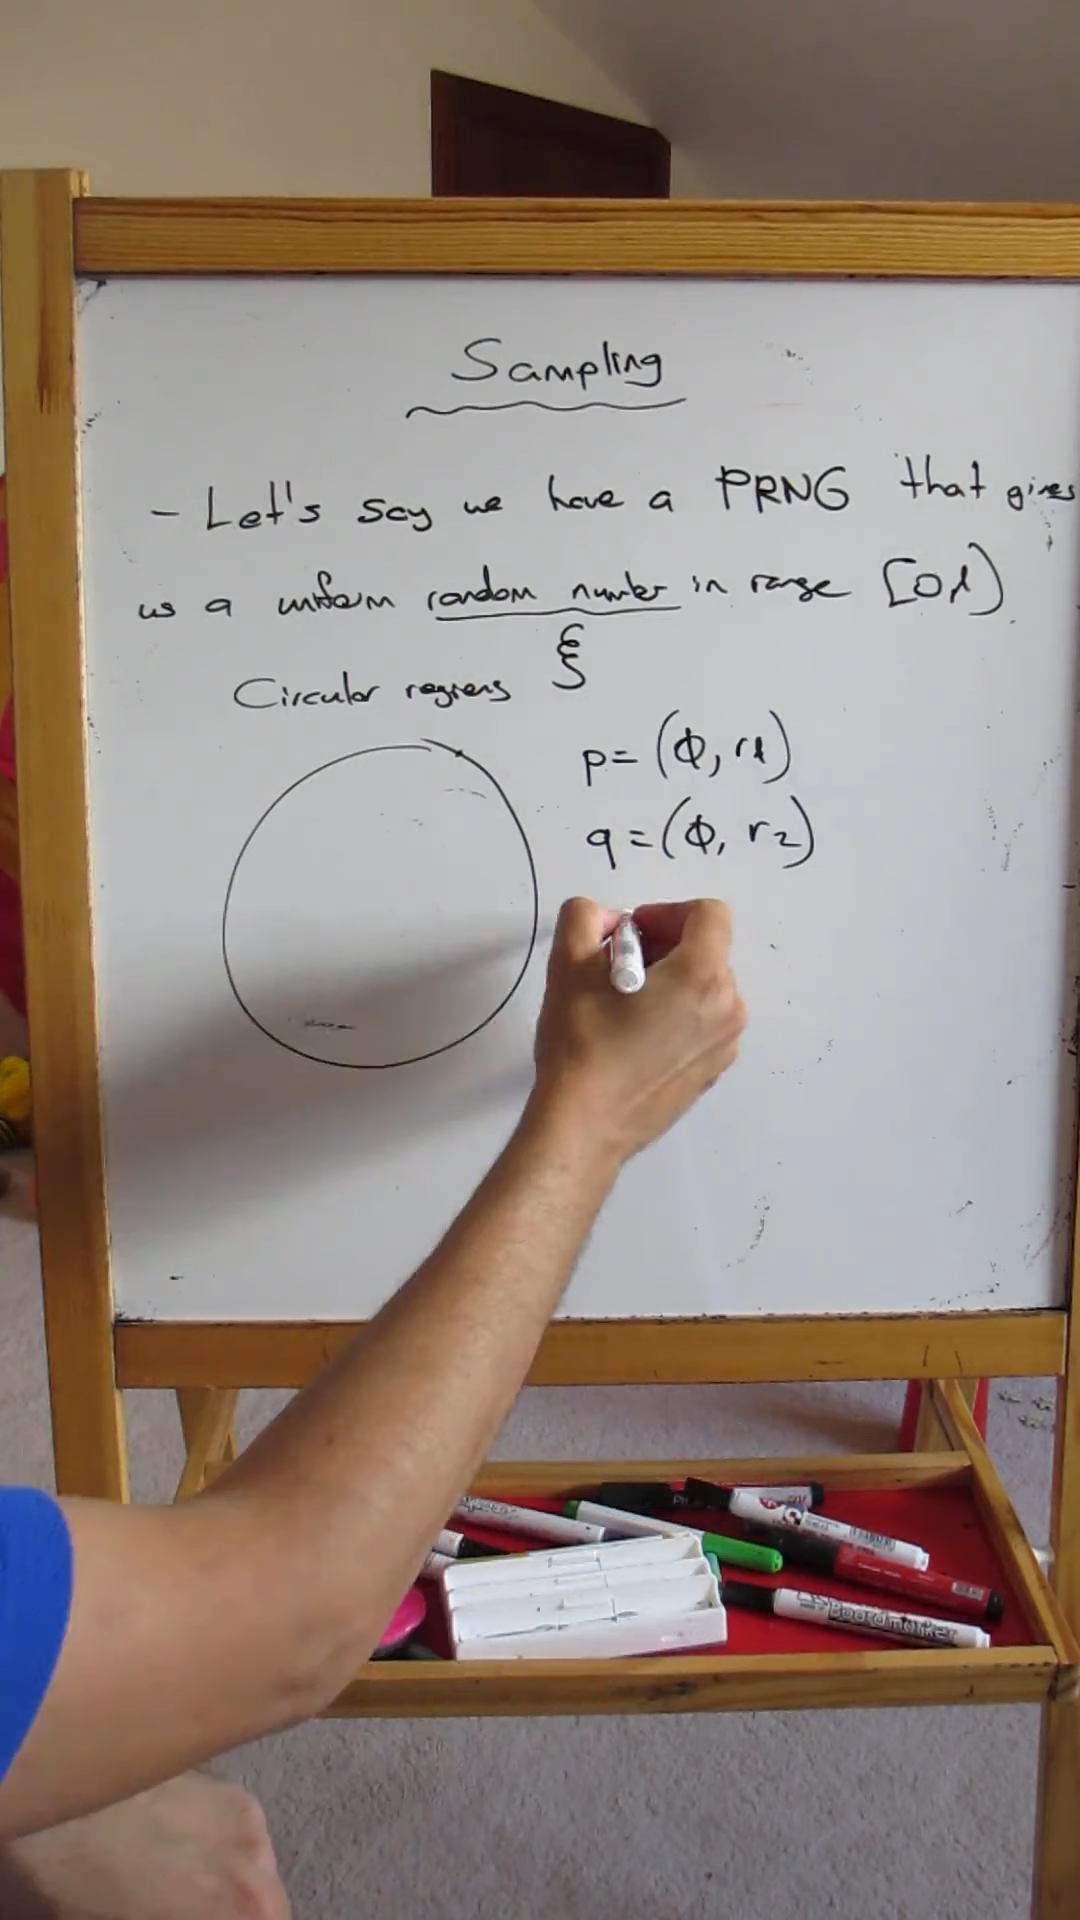 Sampling
- Let's say we have a PRNG that gives
us a uniform random number in range [0,1)
ξ
Circular regions
p = (Φ, r1)
q = (Φ, r2)
Boardmarker